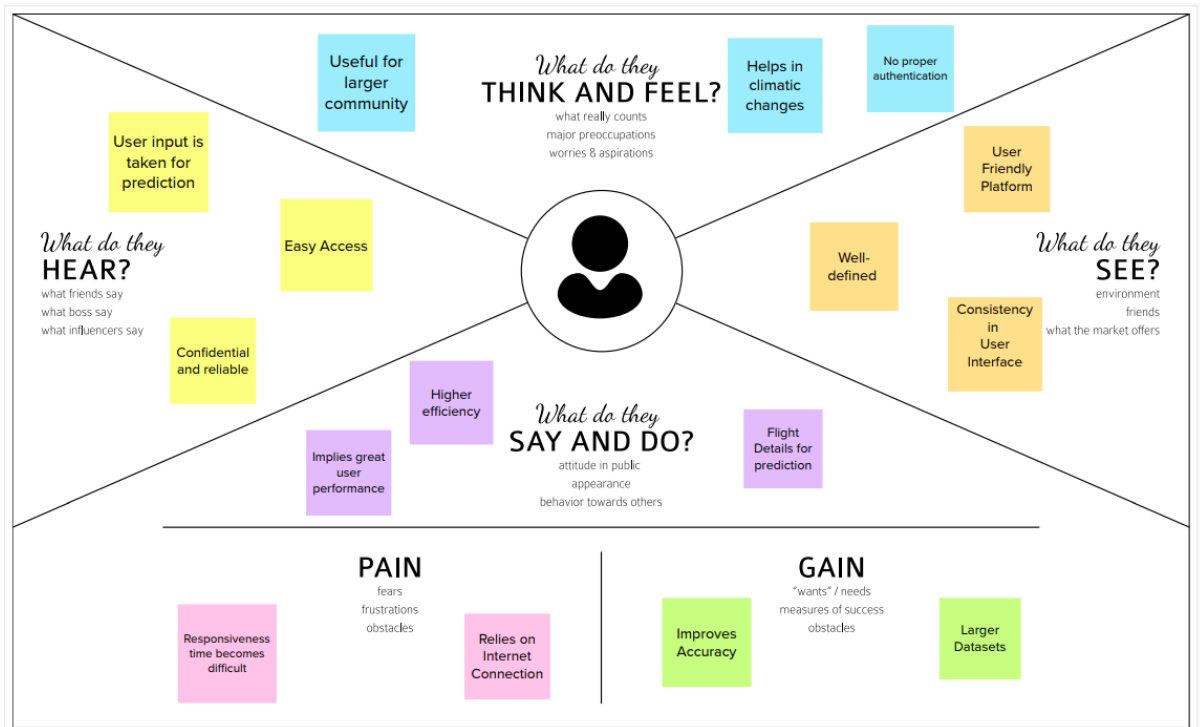 Useful for
larger
community
What do they
THINK AND FEEL?
what really counts
major preoccupations
worries & aspirations
Helps in
climatic
changes
No proper
authentication
User input is
taken for
prediction
Easy Access
What do they
HEAR?
what friends say
what boss say
what influencers say
Confidential
and reliable
User
Friendly
Platform
Well-
defined
What do they
SEE?
environment
friends
what the market offers
Consistency
in
User
Interface
Higher
efficiency
Implies great
user
performance
What do they
SAY AND DO?
attitude in public
appearance
behavior towards others
Flight
Details for
prediction
PAIN
fears
frustrations
obstacles
Responsiveness
time becomes
difficult
Relies on
Internet
Connection
GAIN
"wants" / needs
measures of success
obstacles
Improves
Accuracy
Larger
Datasets